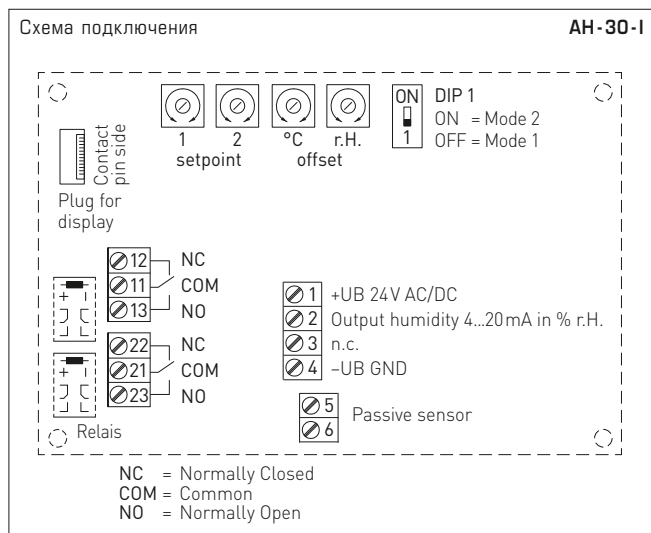 Схема подключения AH-30-I
ON DIP 1
ON = Mode 2
1 OFF = Mode 1
1 2 °C r.H.
setpoint offset
Contact
pin side
Plug for
display
12 NC
11 COM
13 NO
22 NC
21 COM
23 NO
+ –
+ –
Relais
1 +UB 24V AC/DC
2 Output humidity 4...20mA in % r.H.
3 n.c.
4 –UB GND
5 Passive sensor
6
NC = Normally Closed
COM = Common
NO = Normally Open